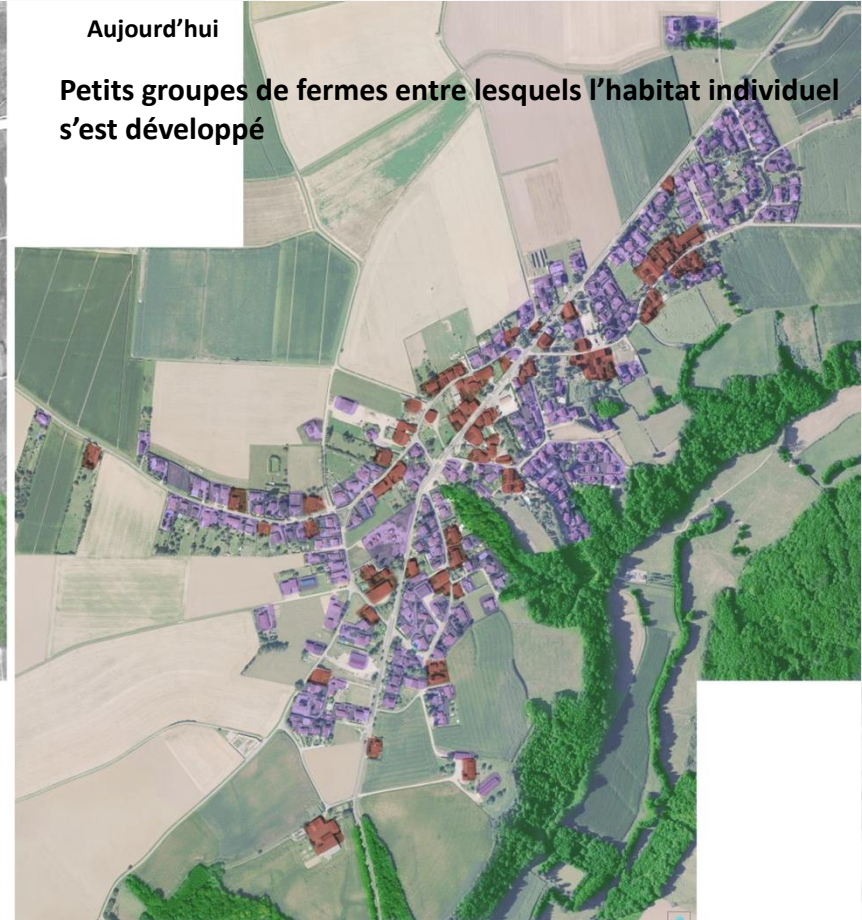 Aujourd’hui
Petits groupes de fermes entre lesquels l’habitat individuel
s’est développé